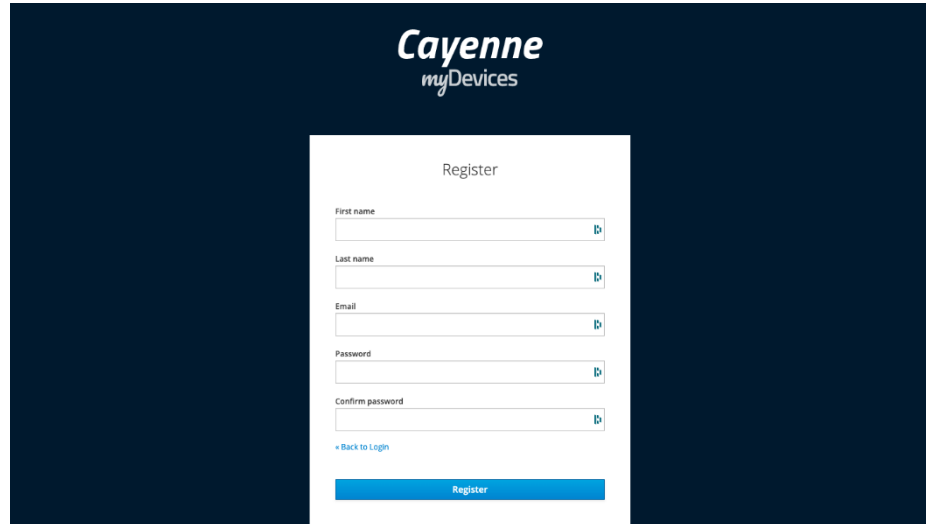 Cayenne
myDevices
Register
First name
Last name
Email
Password
Confirm password
« Back to Login
Register